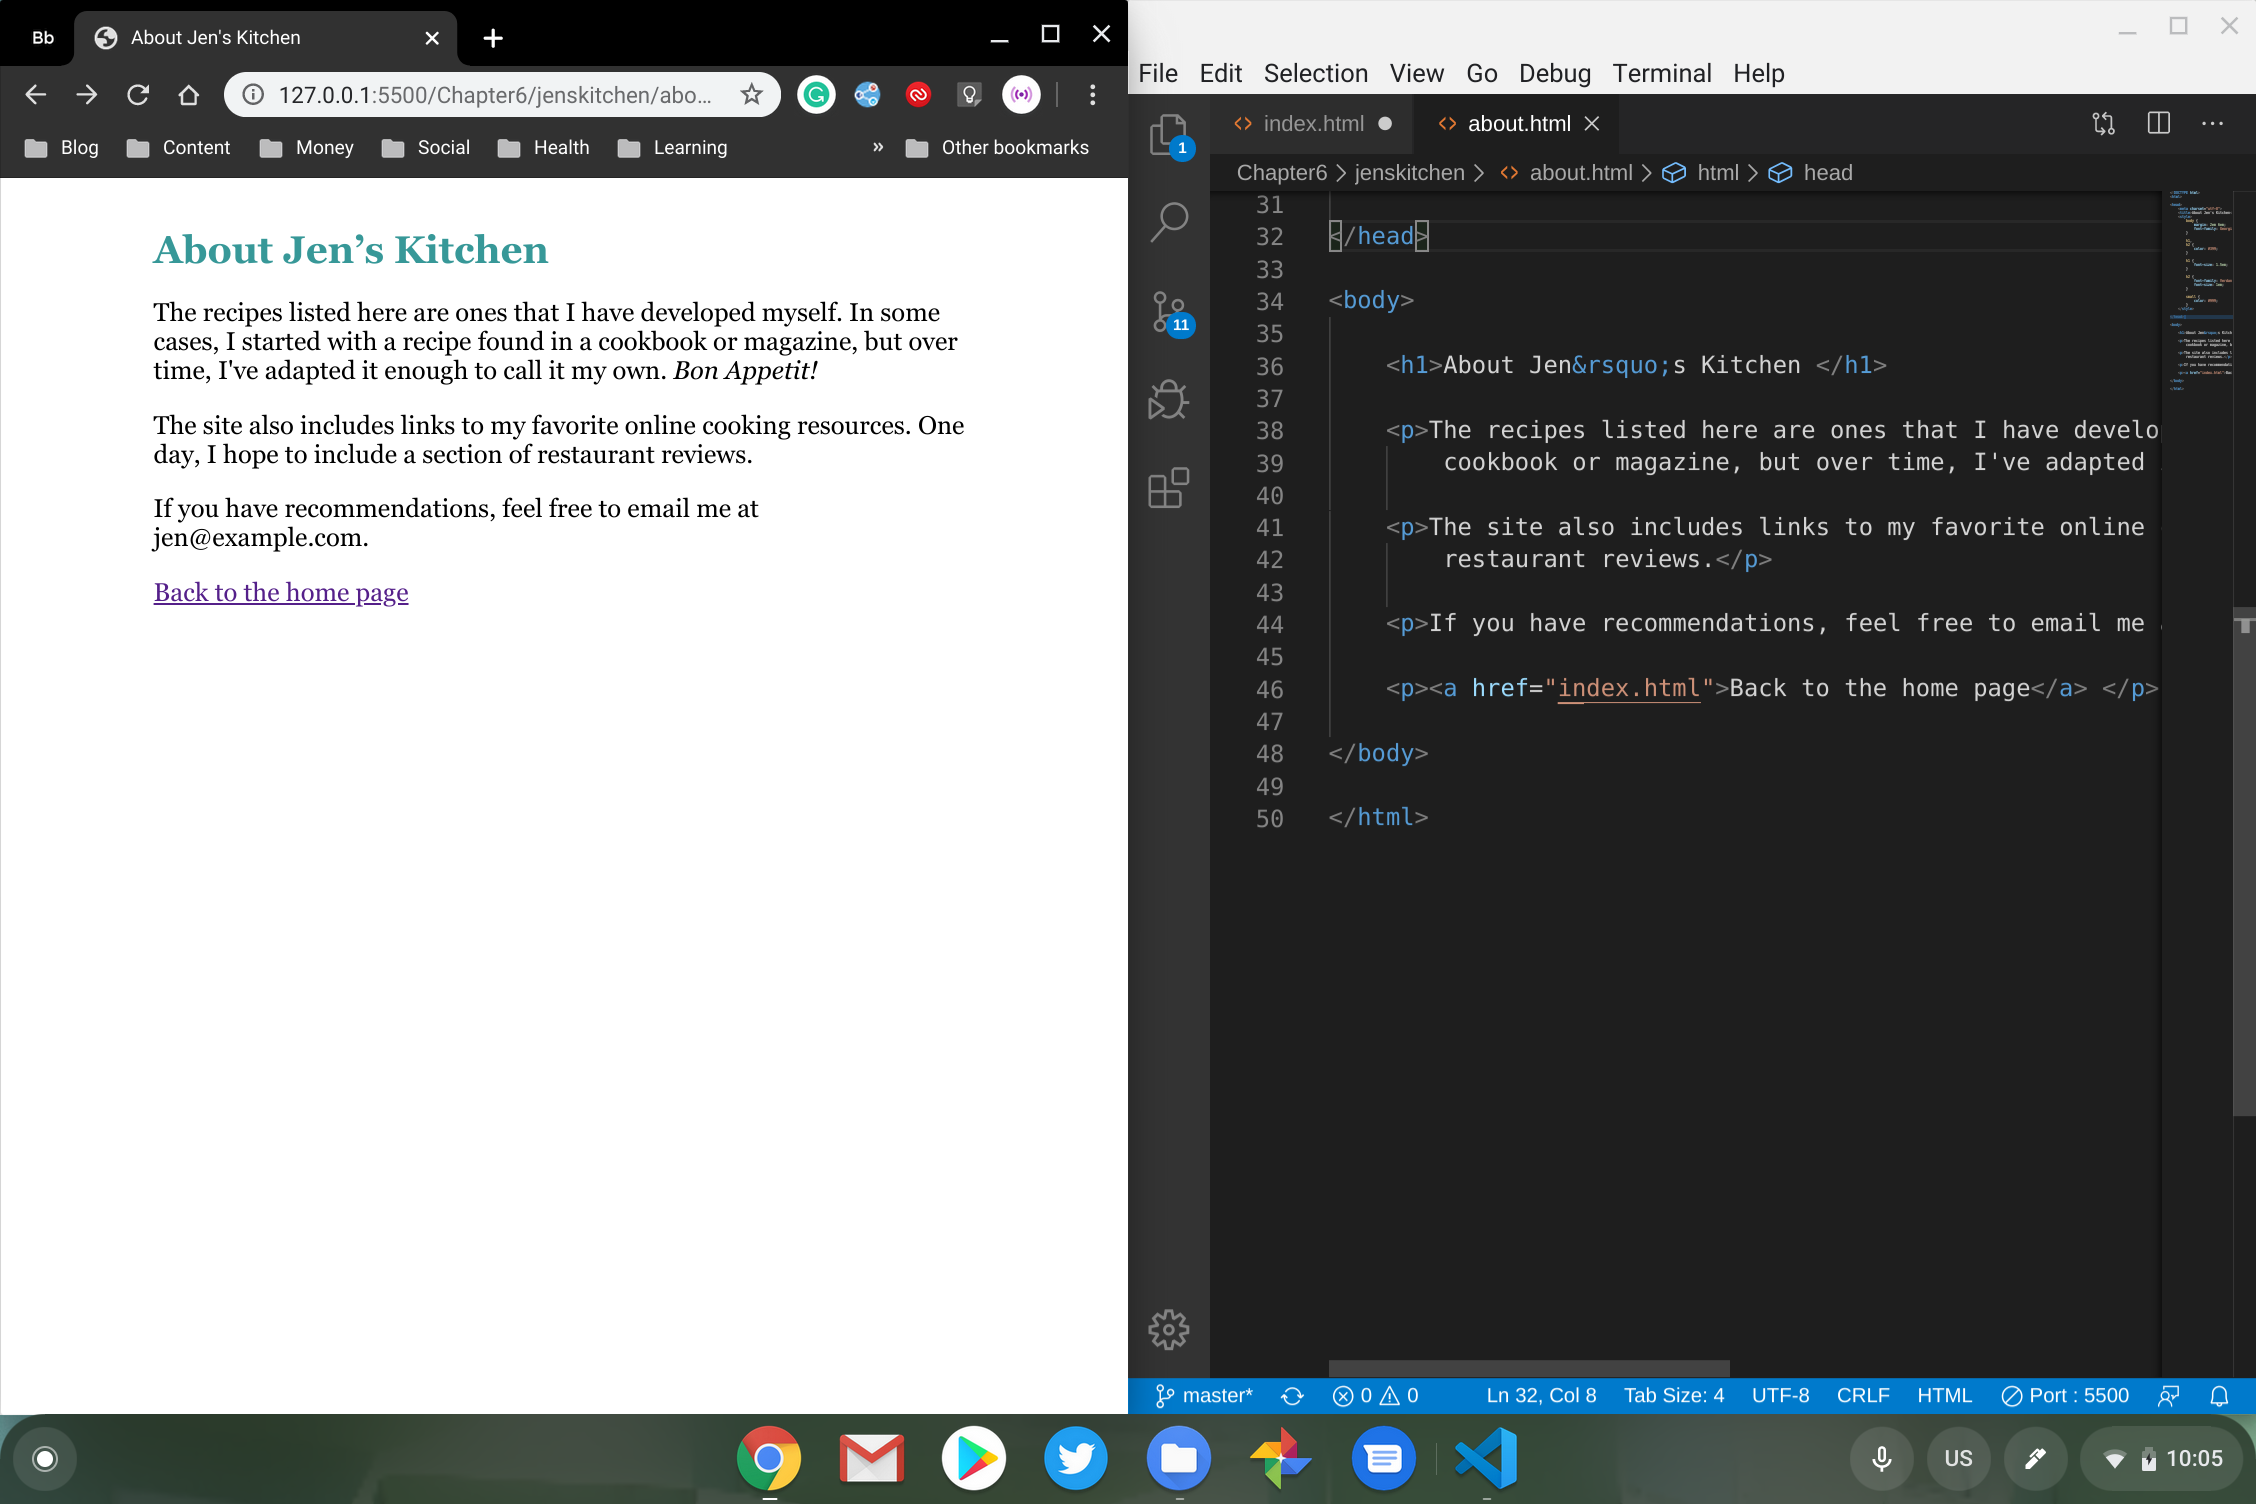 Bb
About Jen's Kitchen
127.0.0.1:5500/Chapter6/jenskitchen/abo...
Blog Content Money Social Health Learning » Other bookmarks
About Jen’s Kitchen
The recipes listed here are ones that I have developed myself. In some
cases, I started with a recipe found in a cookbook or magazine, but over
time, I've adapted it enough to call it my own. Bon Appetit!
The site also includes links to my favorite online cooking resources. One
day, I hope to include a section of restaurant reviews.
If you have recommendations, feel free to email me at
jen@example.com.
Back to the home page
File Edit Selection View Go Debug Terminal Help
index.html about.html
Chapter6 > jenskitchen > about.html > html > head
1
11
31
32 </head>
33
34 <body>
35
36 <h1>About Jen&rsquo;s Kitchen </h1>
37
38 <p>The recipes listed here are ones that I have develo
39 cookbook or magazine, but over time, I've adapted
40
41 <p>The site also includes links to my favorite online
42 restaurant reviews.</p>
43
44 <p>If you have recommendations, feel free to email me
45
46 <p><a href="index.html">Back to the home page</a> </p>
47
48 </body>
49
50 </html>
master* 0 0 Ln 32, Col 8 Tab Size: 4 UTF-8 CRLF HTML Port : 5500
US 10:05